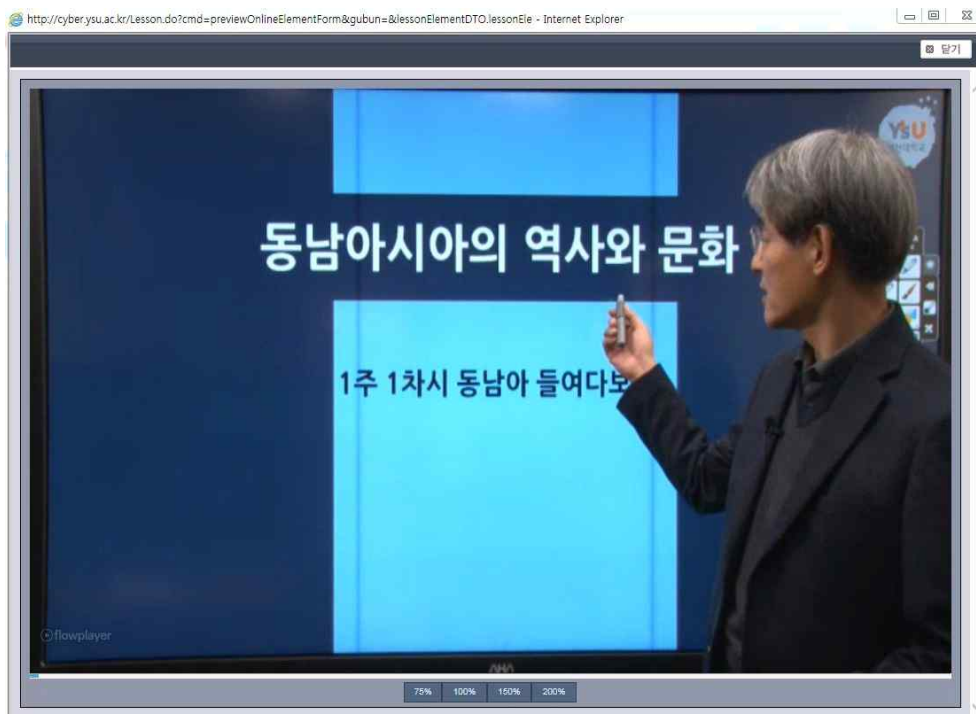 http://cyber.ysu.ac.kr/Lesson.do?cmd=previewOnlineElementForm&gubun=&lessonElementDTO.lessonEle - Internet Explorer
닫기
YSU
동남아시아의 역사와 문화
1주 1차시 동남아 들여다보
flowplayer
AHA
75% 100% 150% 200%